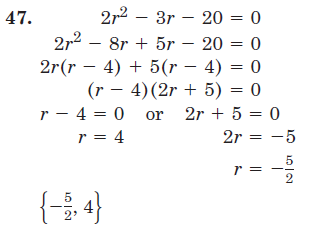 47. 2r² − 3r − 20 = 0
2r² − 8r + 5r − 20 = 0
2r(r − 4) + 5(r − 4) = 0
(r − 4)(2r + 5) = 0
r − 4 = 0 or 2r + 5 = 0
r = 4 2r = −5
r = −5/2
{−5/2, 4}